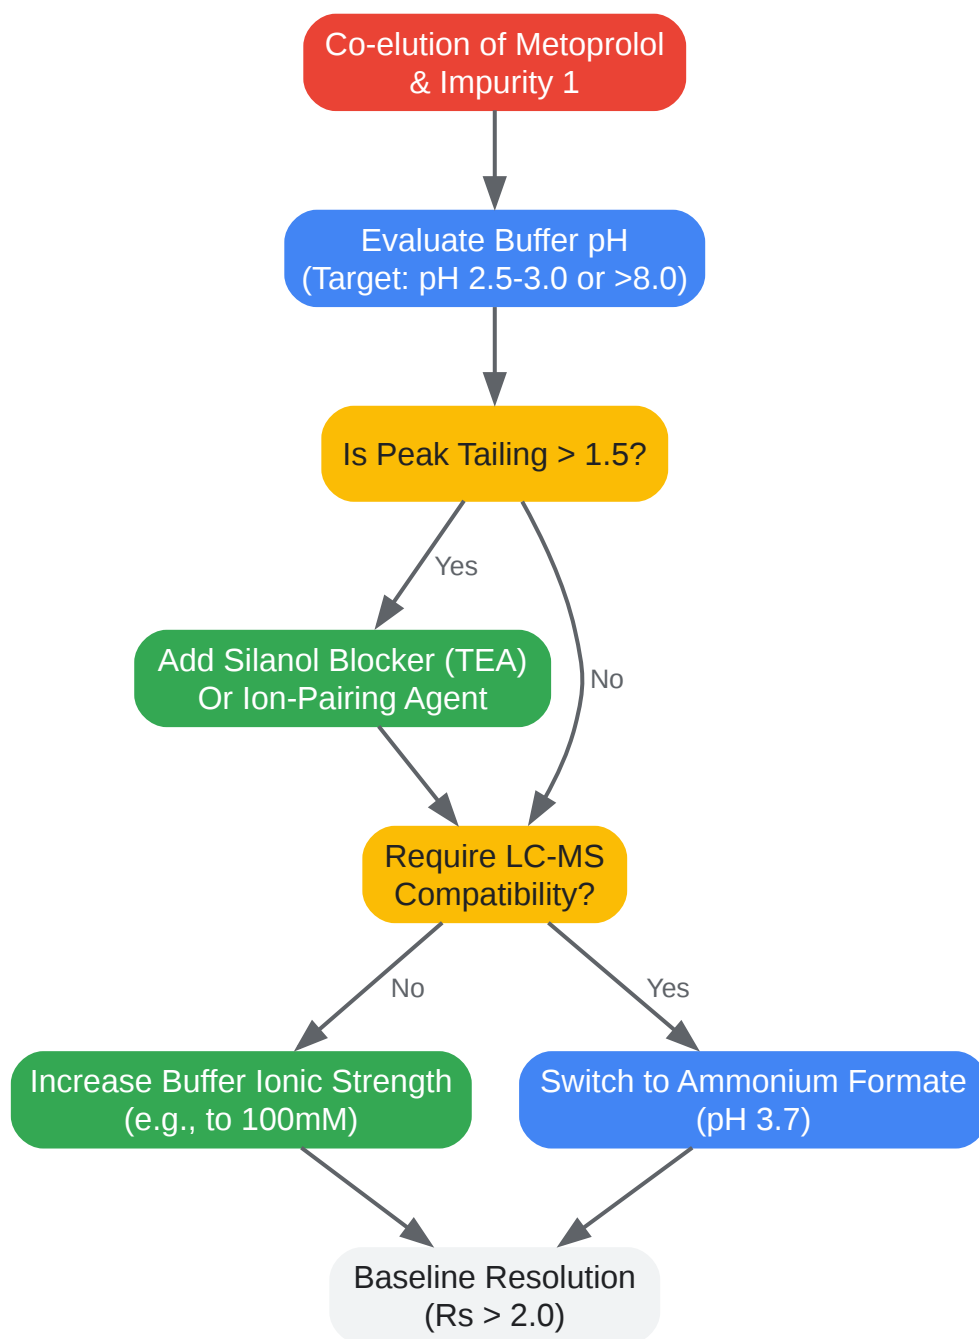 Co-elution of Metoprolol
& Impurity 1
Evaluate Buffer pH
(Target: pH 2.5-3.0 or >8.0)
Is Peak Tailing > 1.5?
Yes
Add Silanol Blocker (TEA)
Or Ion-Pairing Agent
No
Require LC-MS
Compatibility?
No
Yes
Increase Buffer Ionic Strength
(e.g., to 100mM)
Switch to Ammonium Formate
(pH 3.7)
Baseline Resolution
(Rs > 2.0)